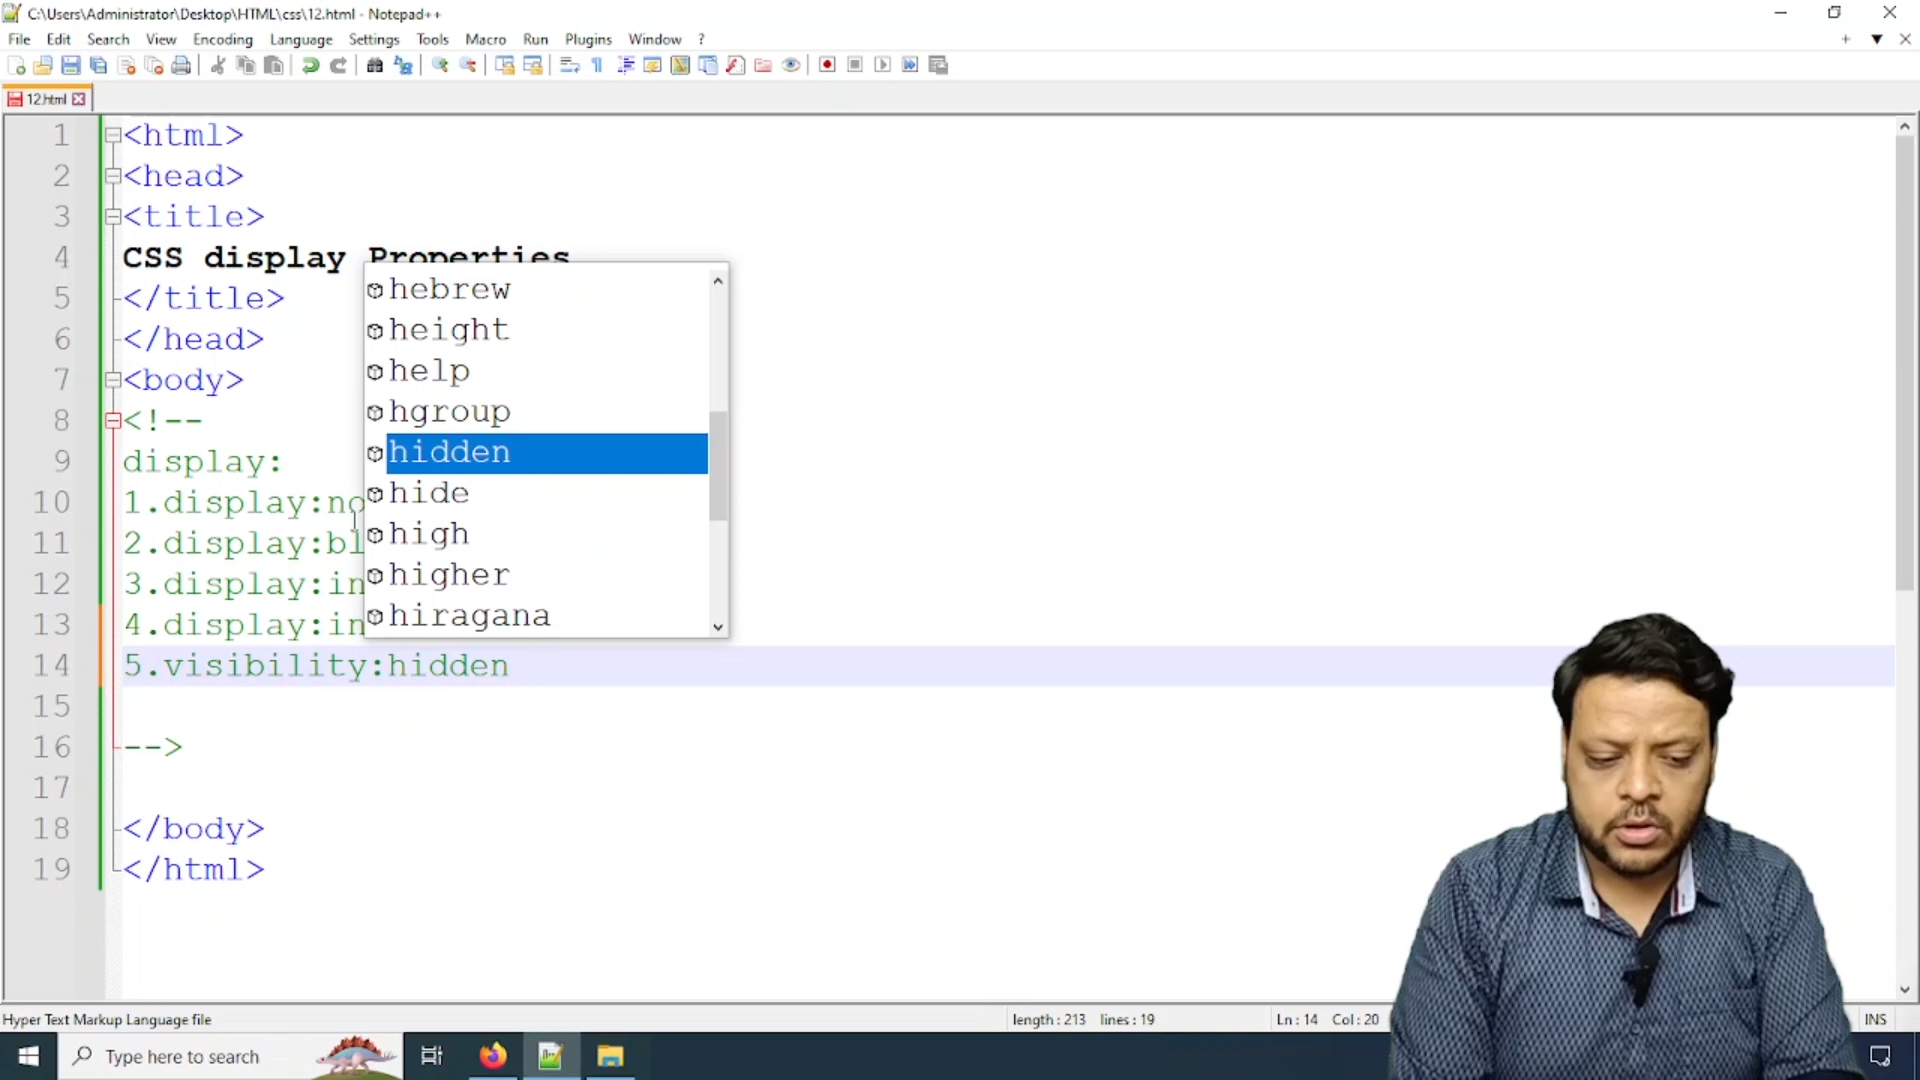 C:\Users\Administrator\Desktop\HTML\css\12.html - Notepad++
File Edit Search View Encoding Language Settings Tools Macro Run Plugins Window ?
12.html
1 <html>
2 <head>
3 <title>
4 CSS display Properties
5 </title>
6 </head>
7 <body>
8 <!--
9 display:
10 1.display:no
11 2.display:bl
12 3.display:in
13 4.display:in
14 5.visibility:hidden
15
16 -->
17
18 </body>
19 </html>
hebrew
height
help
hgroup
hidden
hide
high
higher
hiragana
Hyper Text Markup Language file length : 213 lines : 19 Ln : 14 Col : 20 INS
Type here to search